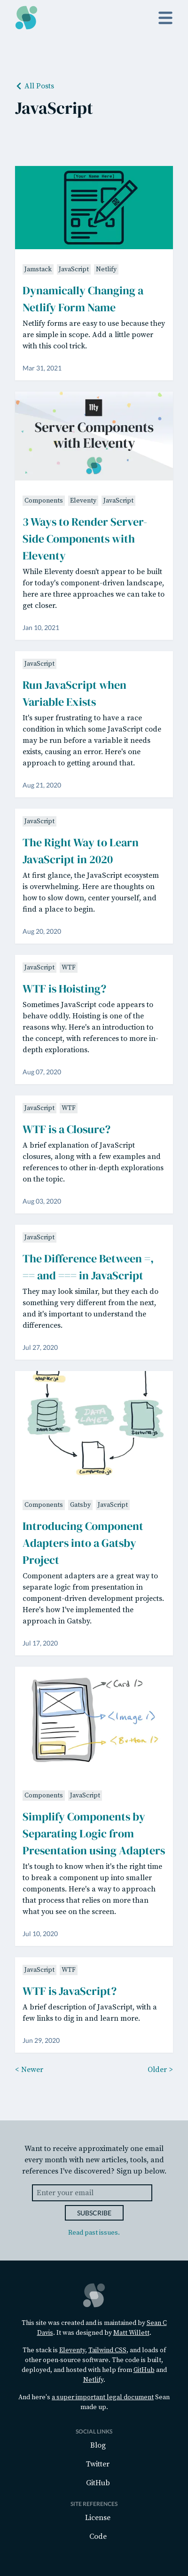 All Posts
JavaScript
[Your Name Here]
Jamstack JavaScript Netlify
Dynamically Changing a
Netlify Form Name
Netlify forms are easy to use because they
are simple in scope. Add a little power
with this cool trick.
Mar 31, 2021
11ty
Server Components
with Eleventy
Components Eleventy JavaScript
3 Ways to Render Server-
Side Components with
Eleventy
While Eleventy doesn't appear to be built
for today's component-driven landscape,
here are three approaches we can take to
get closer.
Jan 10, 2021
JavaScript
Run JavaScript when
Variable Exists
It's super frustrating to have a race
condition in which some JavaScript code
may be run before a variable it needs
exists, causing an error. Here's one
approach to getting around that.
Aug 21, 2020
JavaScript
The Right Way to Learn
JavaScript in 2020
At first glance, the JavaScript ecosystem
is overwhelming. Here are thoughts on
how to slow down, center yourself, and
find a place to begin.
Aug 20, 2020
JavaScript WTF
WTF is Hoisting?
Sometimes JavaScript code appears to
behave oddly. Hoisting is one of the
reasons why. Here's an introduction to
the concept, with references to more in-
depth explorations.
Aug 07, 2020
JavaScript WTF
WTF is a Closure?
A brief explanation of JavaScript
closures, along with a few examples and
references to other in-depth explorations
on the topic.
Aug 03, 2020
JavaScript
The Difference Between =,
== and === in JavaScript
They may look similar, but they each do
something very different from the next,
and it's important to understand the
differences.
Jul 27, 2020
DATA
LAYER
Components Gatsby JavaScript
Introducing Component
Adapters into a Gatsby
Project
Component adapters are a great way to
separate logic from presentation in
component-driven development projects.
Here's how I've implemented the
approach in Gatsby.
Jul 17, 2020
<Card />
<Image />
<Button />
Components JavaScript
Simplify Components by
Separating Logic from
Presentation using Adapters
It's tough to know when it's the right time
to break a component up into smaller
components. Here's a way to approach
that process that relies on more than
what you see on the screen.
Jul 10, 2020
JavaScript WTF
WTF is JavaScript?
A brief description of JavaScript, with a
few links to dig in and learn more.
Jun 29, 2020
< Newer Older >
Want to receive approximately one email
every month with new articles, tools, and
references I've discovered? Sign up below.
Enter your email
SUBSCRIBE
Read past issues.
This site was created and is maintained by Sean C
Davis. It was designed by Matt Willett.
The stack is Eleventy, Tailwind CSS, and loads of
other open-source software. The code is built,
deployed, and hosted with help from GitHub and
Netlify.
And here's a super important legal document Sean
made up.
SOCIAL LINKS
Blog
Twitter
GitHub
SITE REFERENCES
License
Code